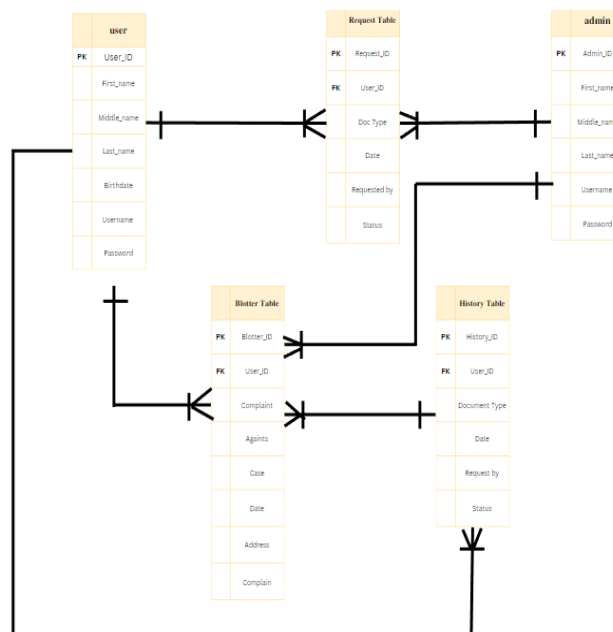 user
PK User_ID
First_name
Middle_name
Last_name
Birthdate
Username
Password
Request Table
PK Request_ID
FK User_ID
Doc Type
Date
Requested by
Status
admin
PK Admin_ID
First_name
Middle_name
Last_name
Username
Password
Blotter Table
PK Blotter_ID
FK User_ID
Complaint
Againts
Case
Date
Address
Complain
History Table
PK History_ID
FK User_ID
Document Type
Date
Request by
Status